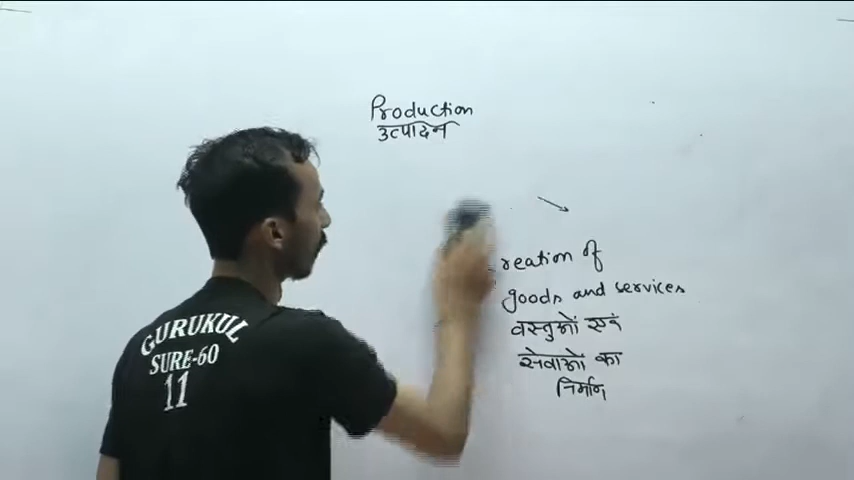 Production
उत्पादन
reation of
goods and services
वस्तुओं एवं
सेवाओं का
निर्माण
GURUKUL
SURE-60
11